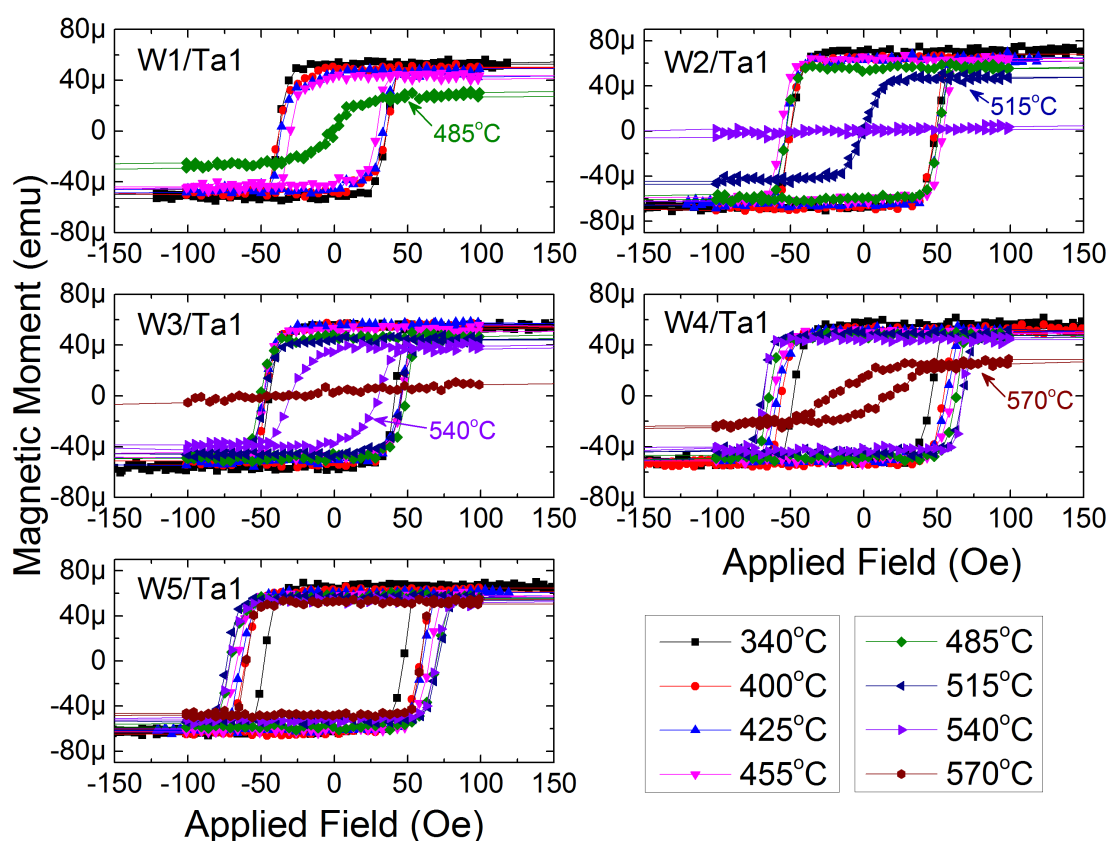 Magnetic Moment (emu)
W1/Ta1
80µ
40µ
0
-40µ
-80µ
485°C
-150 -100 -50 0 50 100 150
W2/Ta1
80µ
40µ
0
-40µ
-80µ
515°C
-150 -100 -50 0 50 100 150
W3/Ta1
80µ
40µ
0
-40µ
-80µ
540°C
-150 -100 -50 0 50 100 150
W4/Ta1
80µ
40µ
0
-40µ
-80µ
570°C
-150 -100 -50 0 50 100 150
Applied Field (Oe)
W5/Ta1
80µ
40µ
0
-40µ
-80µ
-150 -100 -50 0 50 100 150
Applied Field (Oe)
340°C
400°C
425°C
455°C
485°C
515°C
540°C
570°C